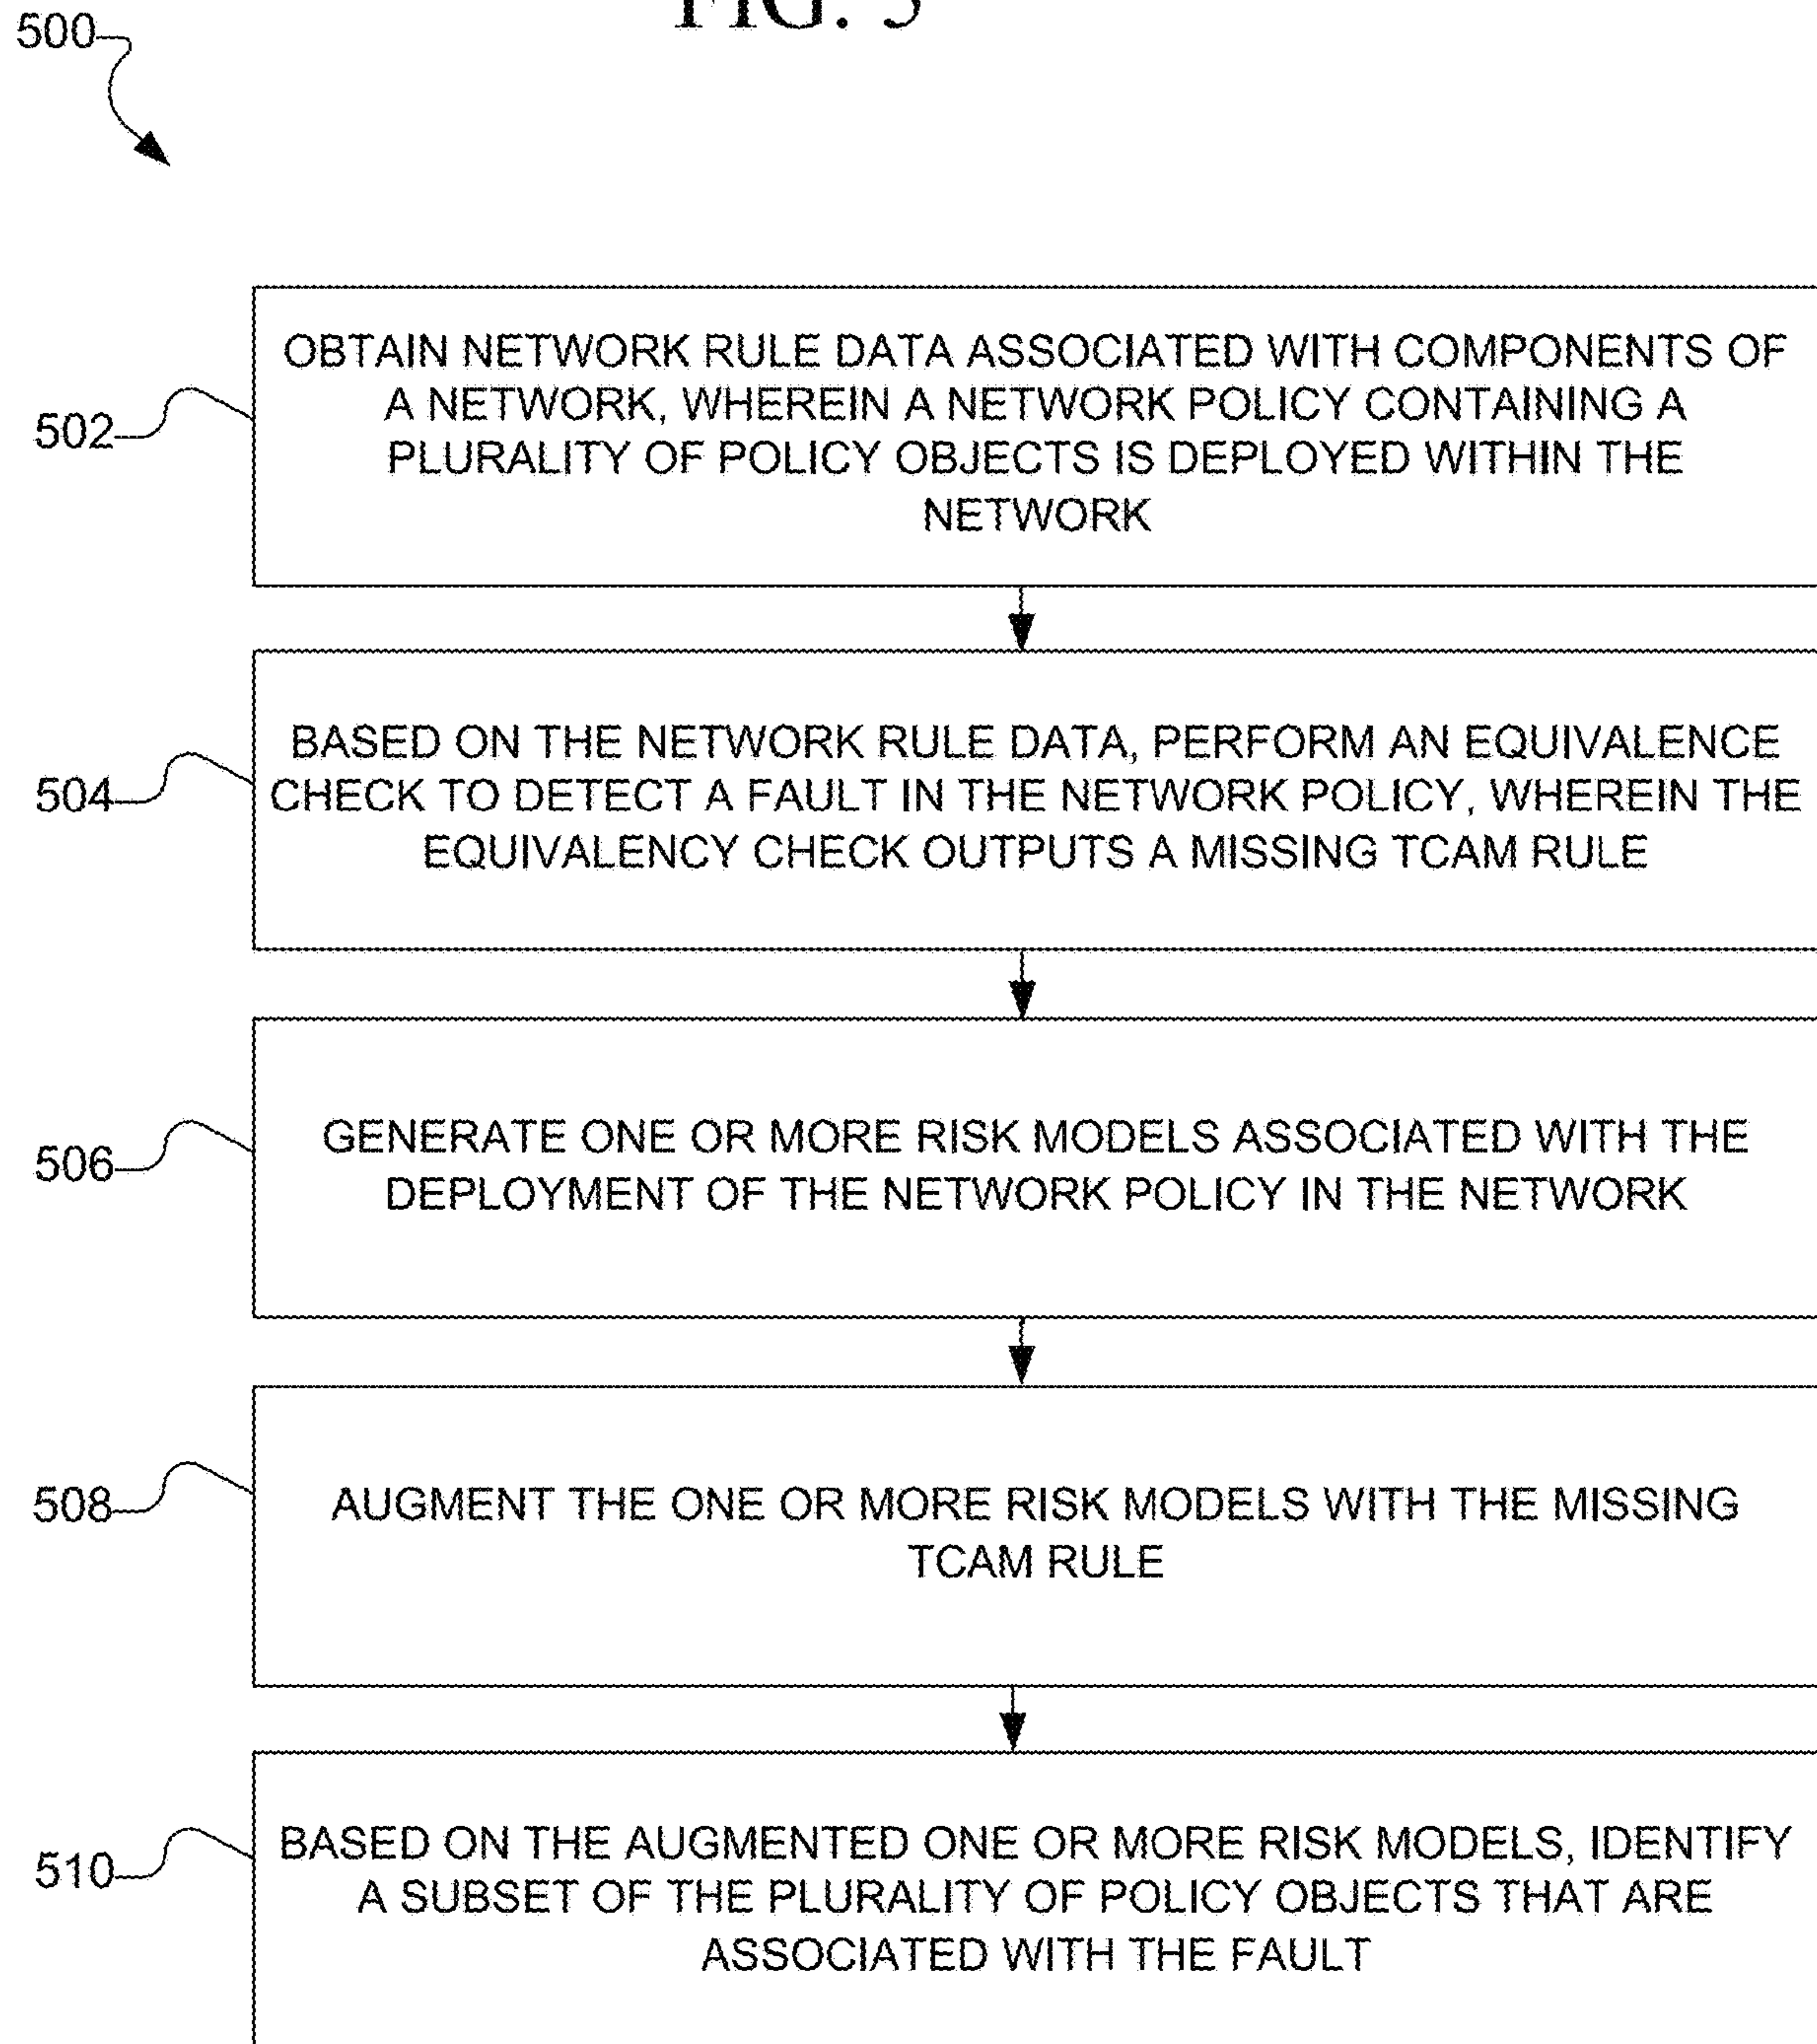 FIG. 5
500
502
OBTAIN NETWORK RULE DATA ASSOCIATED WITH COMPONENTS OF
A NETWORK, WHEREIN A NETWORK POLICY CONTAINING A
PLURALITY OF POLICY OBJECTS IS DEPLOYED WITHIN THE
NETWORK
504
BASED ON THE NETWORK RULE DATA, PERFORM AN EQUIVALENCE
CHECK TO DETECT A FAULT IN THE NETWORK POLICY, WHEREIN THE
EQUIVALENCY CHECK OUTPUTS A MISSING TCAM RULE
506
GENERATE ONE OR MORE RISK MODELS ASSOCIATED WITH THE
DEPLOYMENT OF THE NETWORK POLICY IN THE NETWORK
508
AUGMENT THE ONE OR MORE RISK MODELS WITH THE MISSING
TCAM RULE
510
BASED ON THE AUGMENTED ONE OR MORE RISK MODELS, IDENTIFY
A SUBSET OF THE PLURALITY OF POLICY OBJECTS THAT ARE
ASSOCIATED WITH THE FAULT